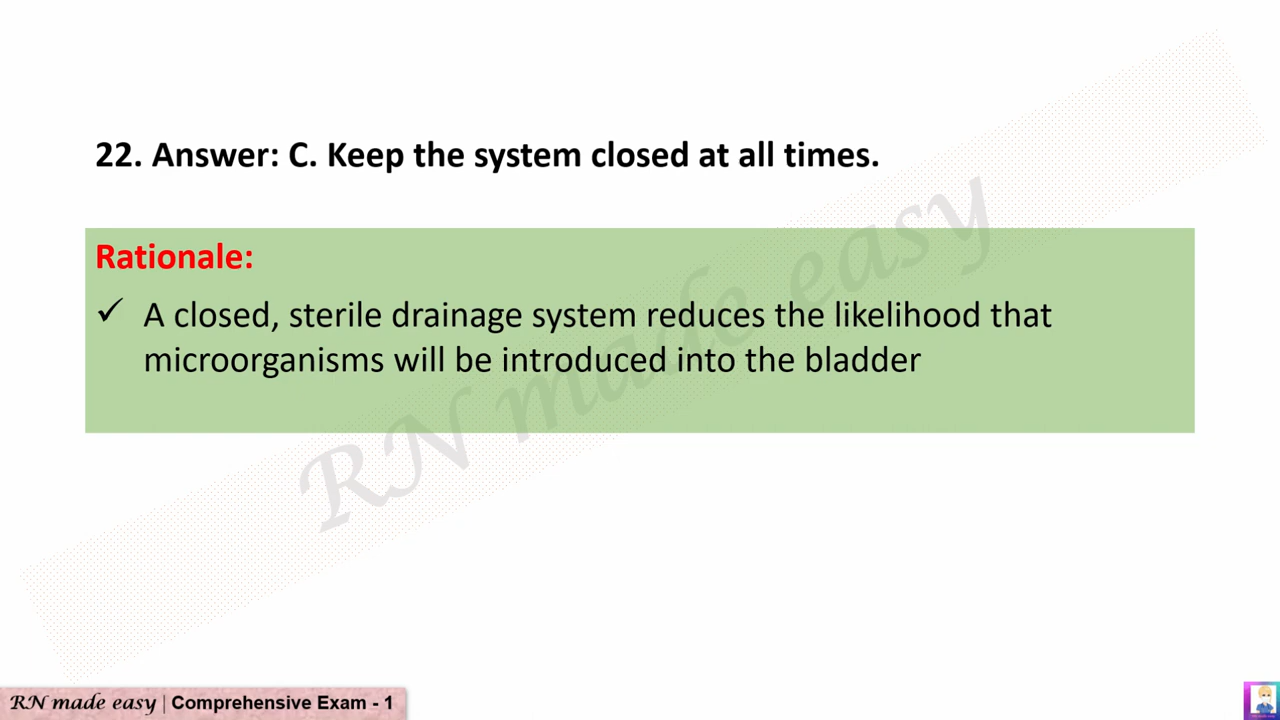 22. Answer: C. Keep the system closed at all times.
Rationale:
✓ A closed, sterile drainage system reduces the likelihood that
microorganisms will be introduced into the bladder
RN made easy
RN made easy | Comprehensive Exam - 1